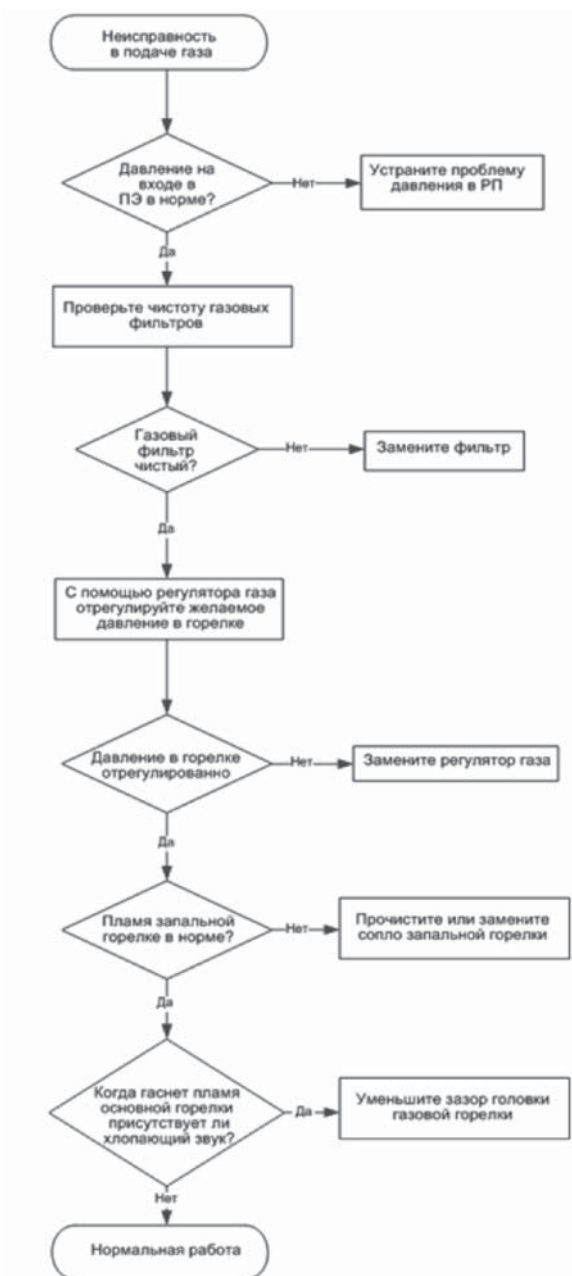 Неисправность
в подаче газа
Давление на
входе в
ПЭ в норме?
Нет
Устраните проблему
давления в РП
Да
Проверьте чистоту газовых
фильтров
Газовый
фильтр
чистый?
Нет
Замените фильтр
Да
С помощью регулятора газа
отрегулируйте желаемое
давление в горелке
Давление в горелке
отрегулированно
Нет
Замените регулятор газа
Да
Пламя запальной
горелке в норме?
Нет
Прочистите или замените
сопло запальной горелки
Да
Когда гаснет пламя
основной горелки
присутствует ли
хлопающий звук?
Да
Уменьшите зазор головки
газовой горелки
Нет
Нормальная работа